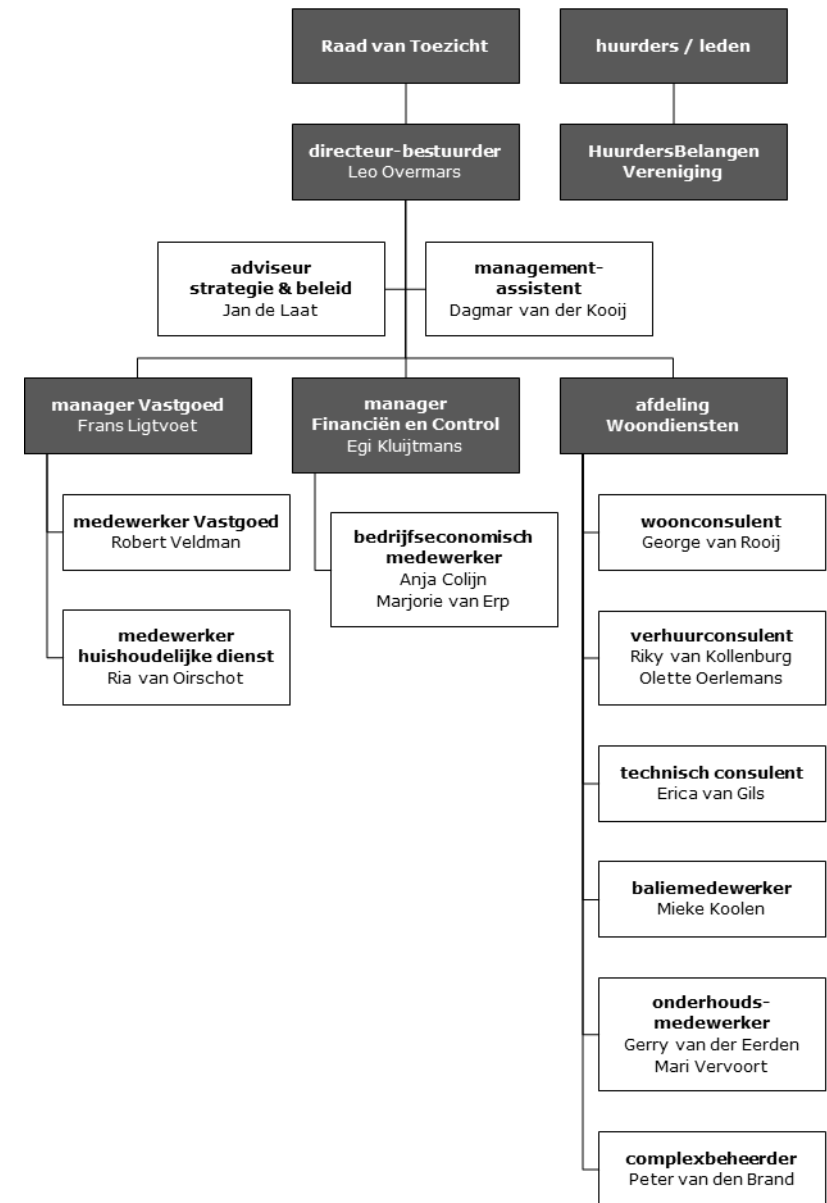 Raad van Toezicht
huurders / leden
directeur-bestuurder
Leo Overmars
HuurdersBelangen
Vereniging
adviseur
strategie & beleid
Jan de Laat
management-
assistent
Dagmar van der Kooij
manager Vastgoed
Frans Ligtvoet
manager
Financiën en Control
Egi Kluijtmans
afdeling
Woondiensten
medewerker Vastgoed
Robert Veldman
medewerker
huishoudelijke dienst
Ria van Oirschot
bedrijfseconomisch
medewerker
Anja Colijn
Marjorie van Erp
woonconsulent
George van Rooij
verhuurconsulent
Riky van Kollenburg
Olette Oerlemans
technisch consulent
Erica van Gils
baliemedewerker
Mieke Koolen
onderhouds-
medewerker
Gerry van der Eerden
Mari Vervoort
complexbeheerder
Peter van den Brand